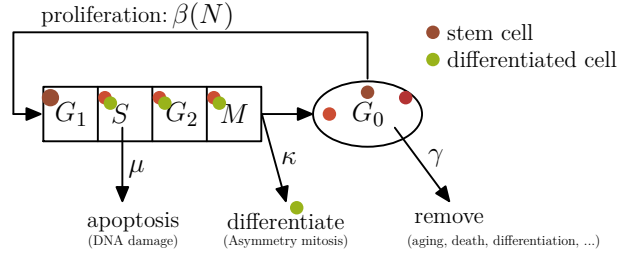 proliferation: β(N)
stem cell
differentiated cell
G₁ S G₂ M G₀
μ κ γ
apoptosis differentiate remove
(DNA damage) (Asymmetry mitosis) (aging, death, differentiation, ...)